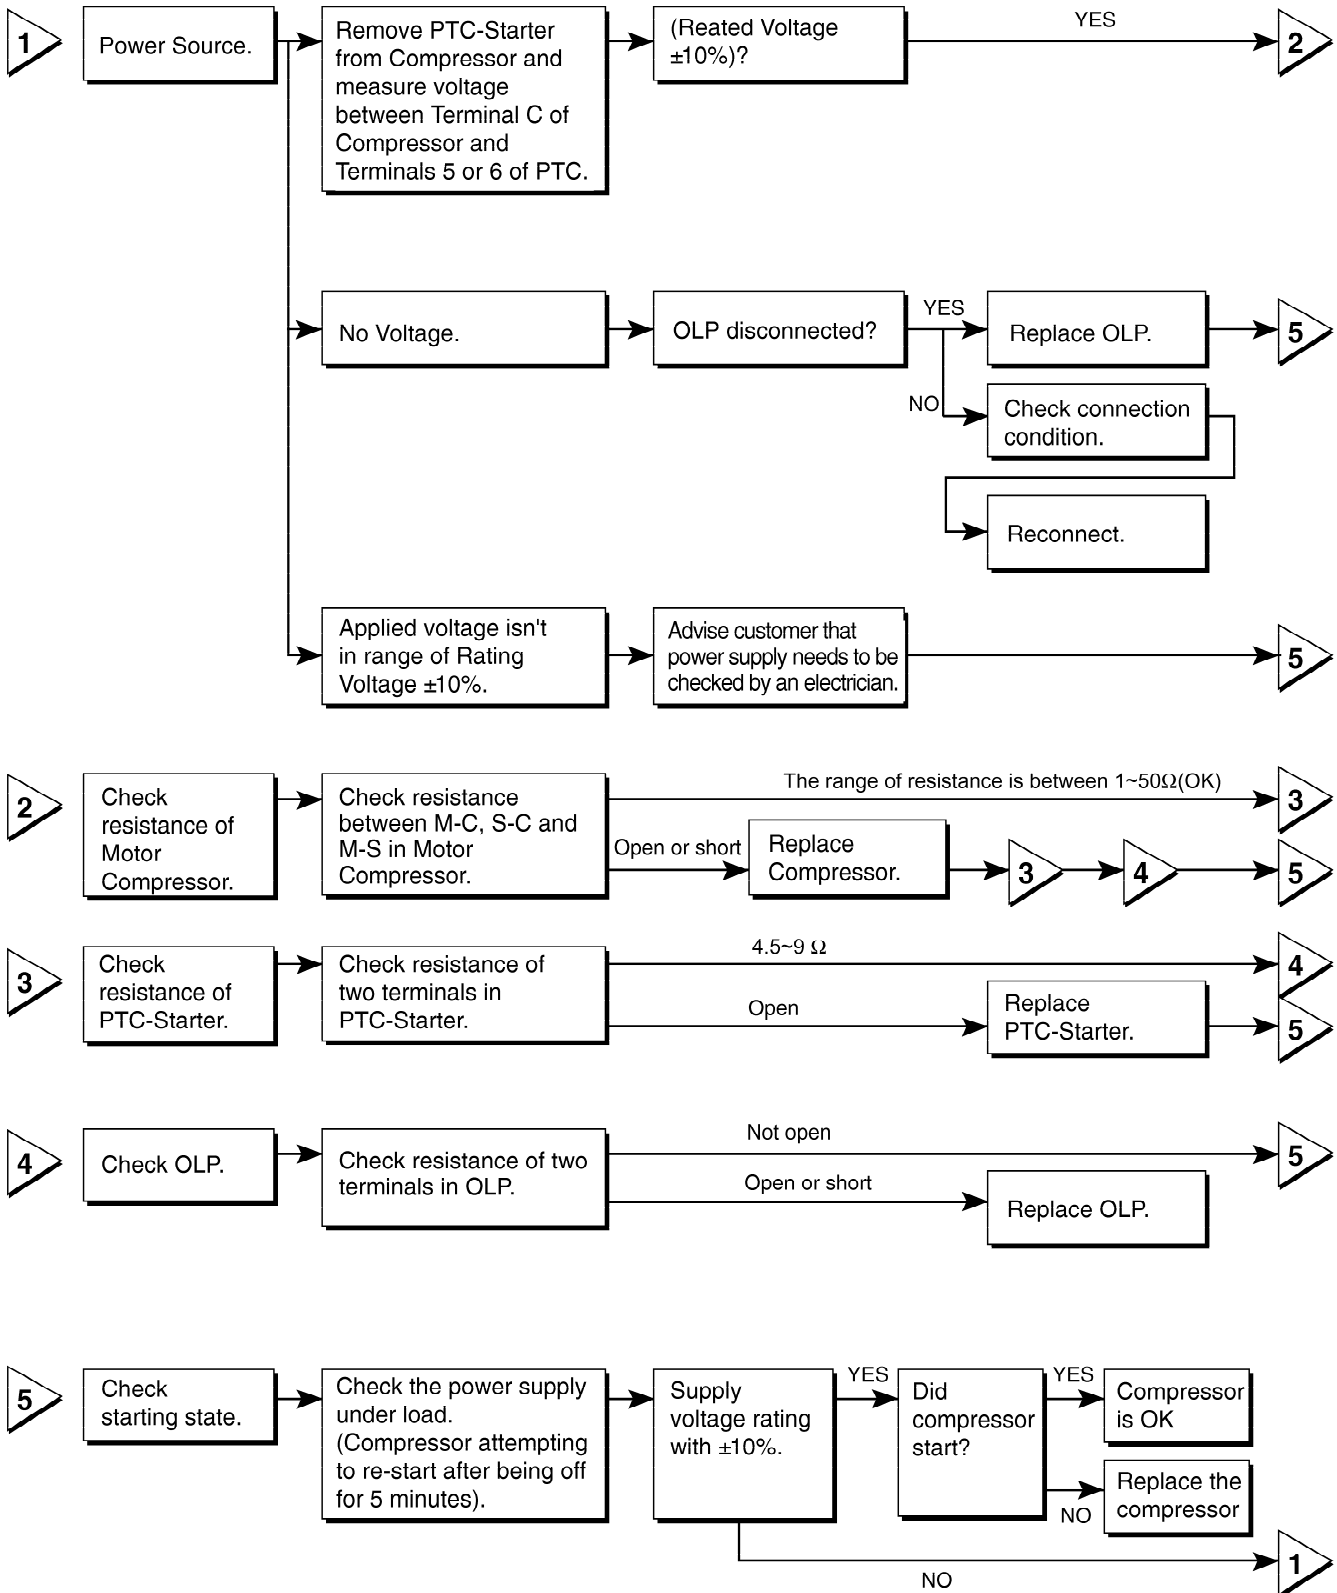 1
Power Source.
Remove PTC-Starter
from Compressor and
measure voltage
between Terminal C of
Compressor and
Terminals 5 or 6 of PTC.
(Reated Voltage
±10%)?
YES
2
No Voltage.
OLP disconnected?
YES
Replace OLP.
5
NO
Check connection
condition.
Reconnect.
Applied voltage isn't
in range of Rating
Voltage ±10%.
Advise customer that
power supply needs to be
checked by an electrician.
5
2
Check
resistance of
Motor
Compressor.
Check resistance
between M-C, S-C and
M-S in Motor
Compressor.
The range of resistance is between 1~50Ω(OK)
3
Open or short
Replace
Compressor.
3
4
5
3
Check
resistance of
PTC-Starter.
Check resistance of
two terminals in
PTC-Starter.
4.5~9 Ω
4
Open
Replace
PTC-Starter.
5
4
Check OLP.
Check resistance of two
terminals in OLP.
Not open
5
Open or short
Replace OLP.
5
Check
starting state.
Check the power supply
under load.
(Compressor attempting
to re-start after being off
for 5 minutes).
Supply
voltage rating
with ±10%.
YES
Did
compressor
start?
YES
Compressor
is OK
NO
Replace the
compressor
NO
1